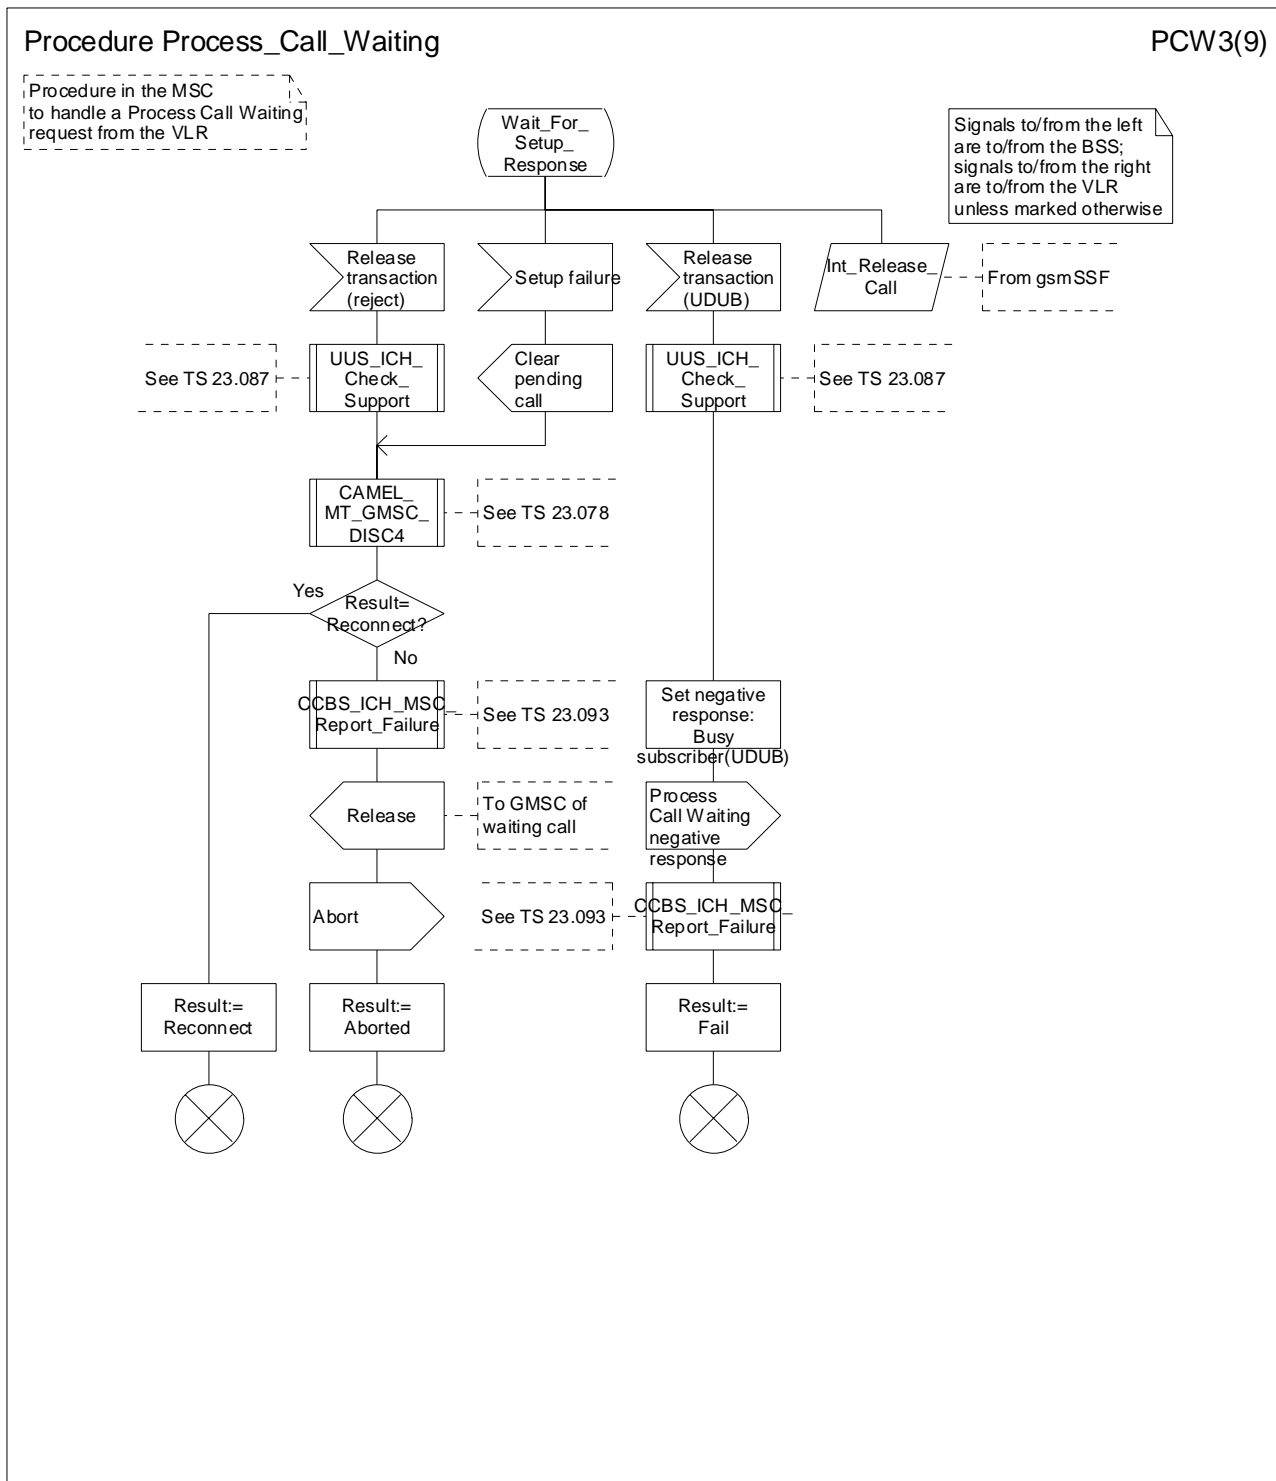 Procedure Process_Call_Waiting
PCW3(9)
Procedure in the MSC
to handle a Process Call Waiting
request from the VLR
Wait_For_
Setup_
Response
Signals to/from the left
are to/from the BSS;
signals to/from the right
are to/from the VLR
unless marked otherwise
Release
transaction
(reject)
Setup failure
Release
transaction
(UDUB)
Int_Release_
Call
From gsmSSF
See TS 23.087
UUS_ICH_
Check_
Support
Clear
pending
call
UUS_ICH_
Check_
Support
See TS 23.087
CAMEL_
MT_GMSC_
DISC4
See TS 23.078
Yes
Result=
Reconnect?
No
CCBS_ICH_MSC_
Report_Failure
See TS 23.093
Set negative
response:
Busy
subscriber(UDUB)
Release
To GMSC of
waiting call
Process
Call Waiting
negative
response
Abort
See TS 23.093
CCBS_ICH_MSC_
Report_Failure
Result:=
Reconnect
Result:=
Aborted
Result:=
Fail